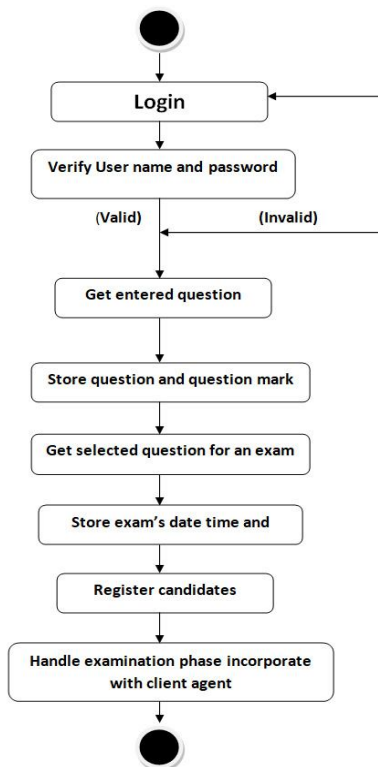 Login
Verify User name and password
(Valid) (Invalid)
Get entered question
Store question and question mark
Get selected question for an exam
Store exam's date time and
Register candidates
Handle examination phase incorporate
with client agent